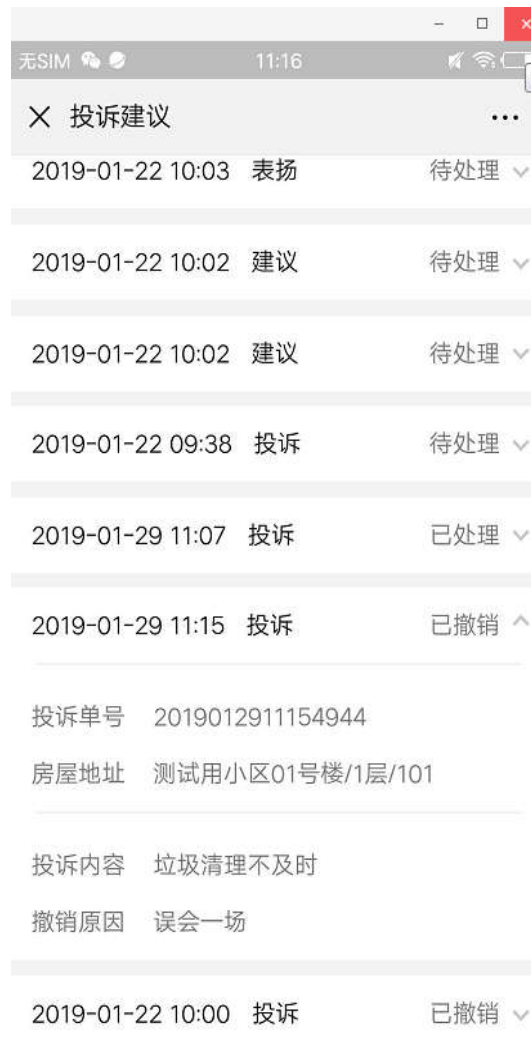 无SIM 11:16
投诉建议
2019-01-22 10:03 表扬 待处理
2019-01-22 10:02 建议 待处理
2019-01-22 10:02 建议 待处理
2019-01-22 09:38 投诉 待处理
2019-01-29 11:07 投诉 已处理
2019-01-29 11:15 投诉 已撤销
投诉单号 2019012911154944
房屋地址 测试用小区01号楼/1层/101
投诉内容 垃圾清理不及时
撤销原因 误会一场
2019-01-22 10:00 投诉 已撤销